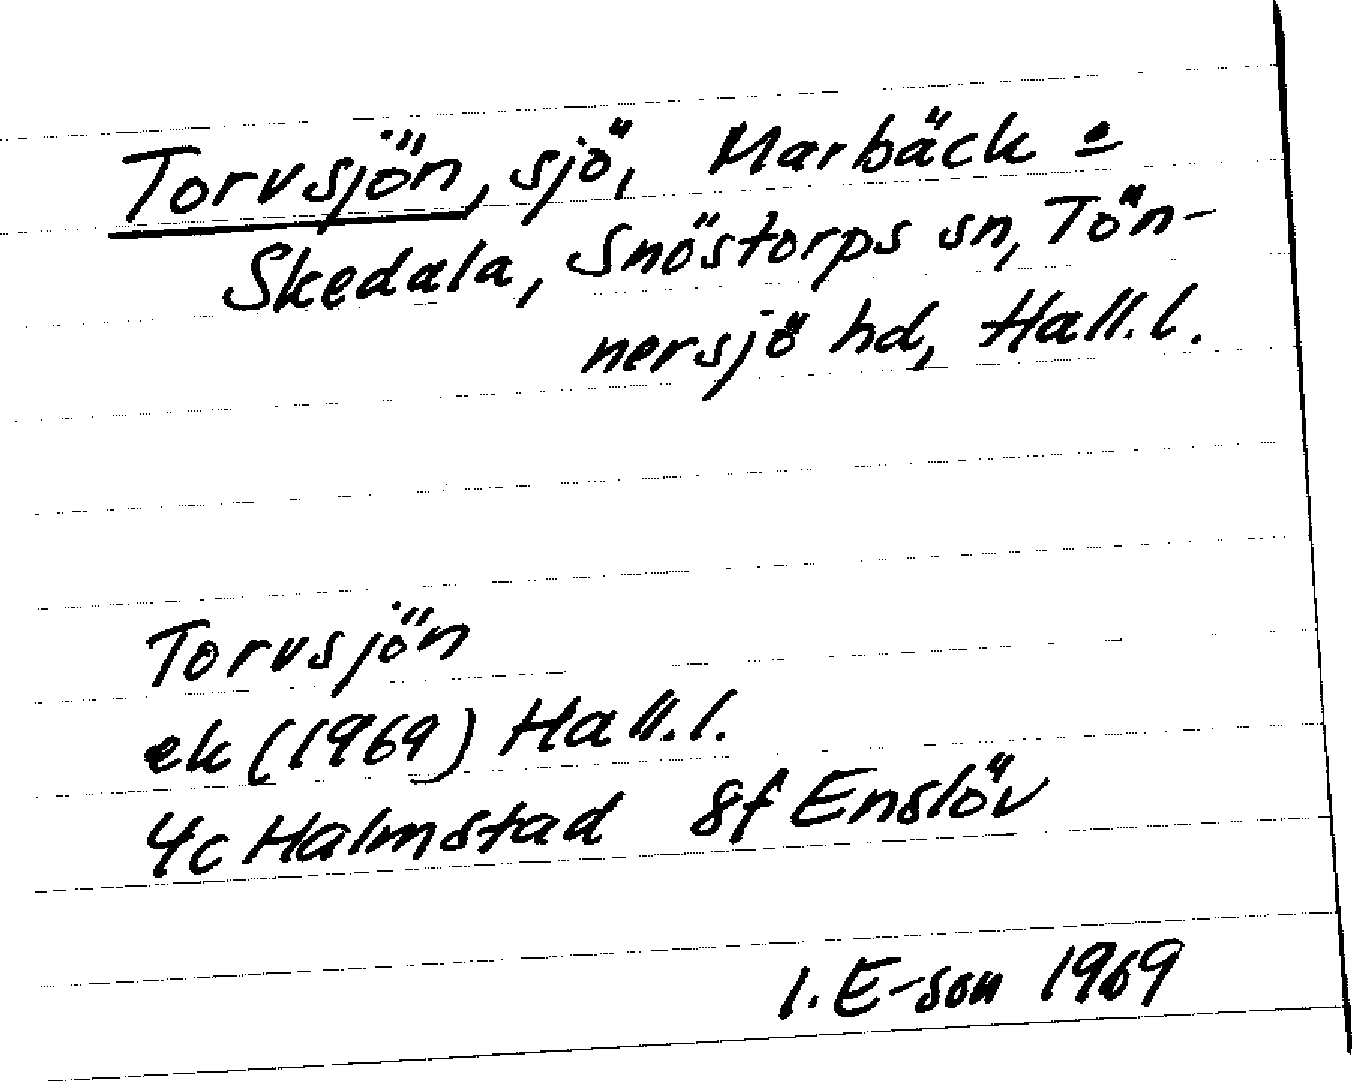 Torvsjön, sjö, Marbäck o
Skedala, Snöstorps sn, Tön-
nersjö hd, Hall.l.
Torvsjön
ek (1969) Hall.l.
4c Halmstad 8f Enslöv
I. E-son 1969